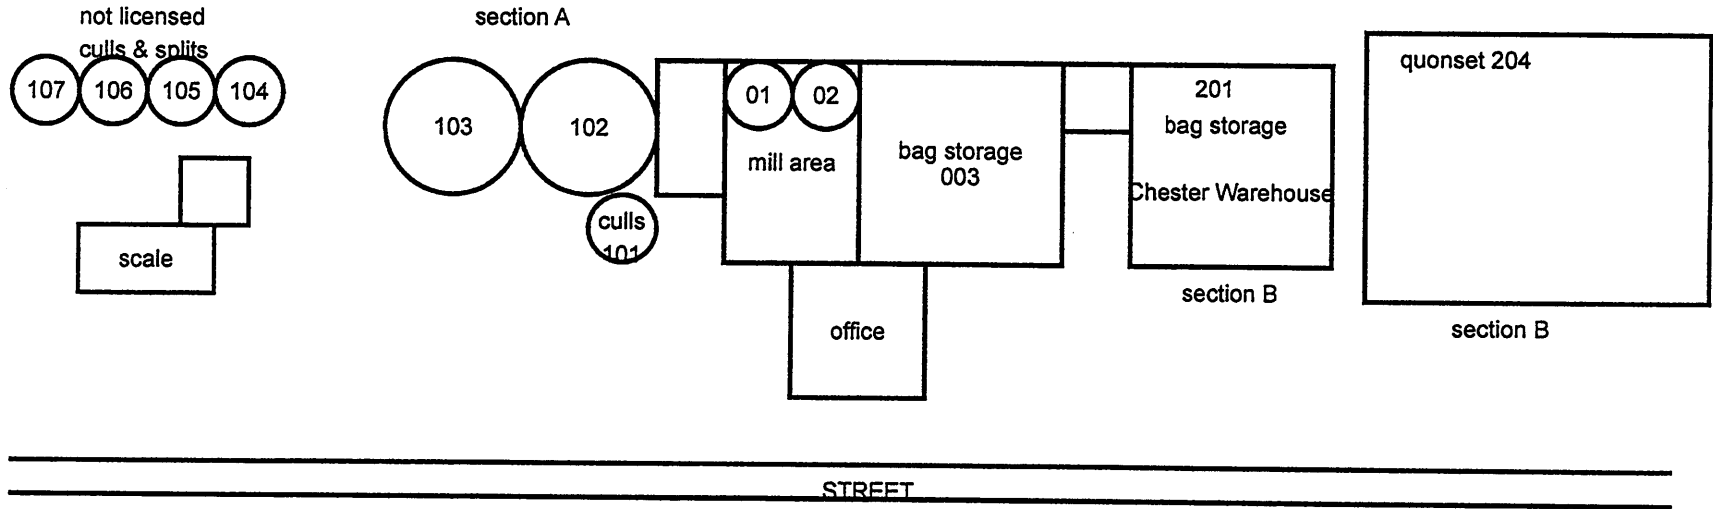 not licensed
culls & splits
107 106 105 104
section A
103
102
culls
101
01 02
mill area
bag storage
003
201
bag storage
Chester Warehouse
section B
quonset 204
section B
scale
office
STREET